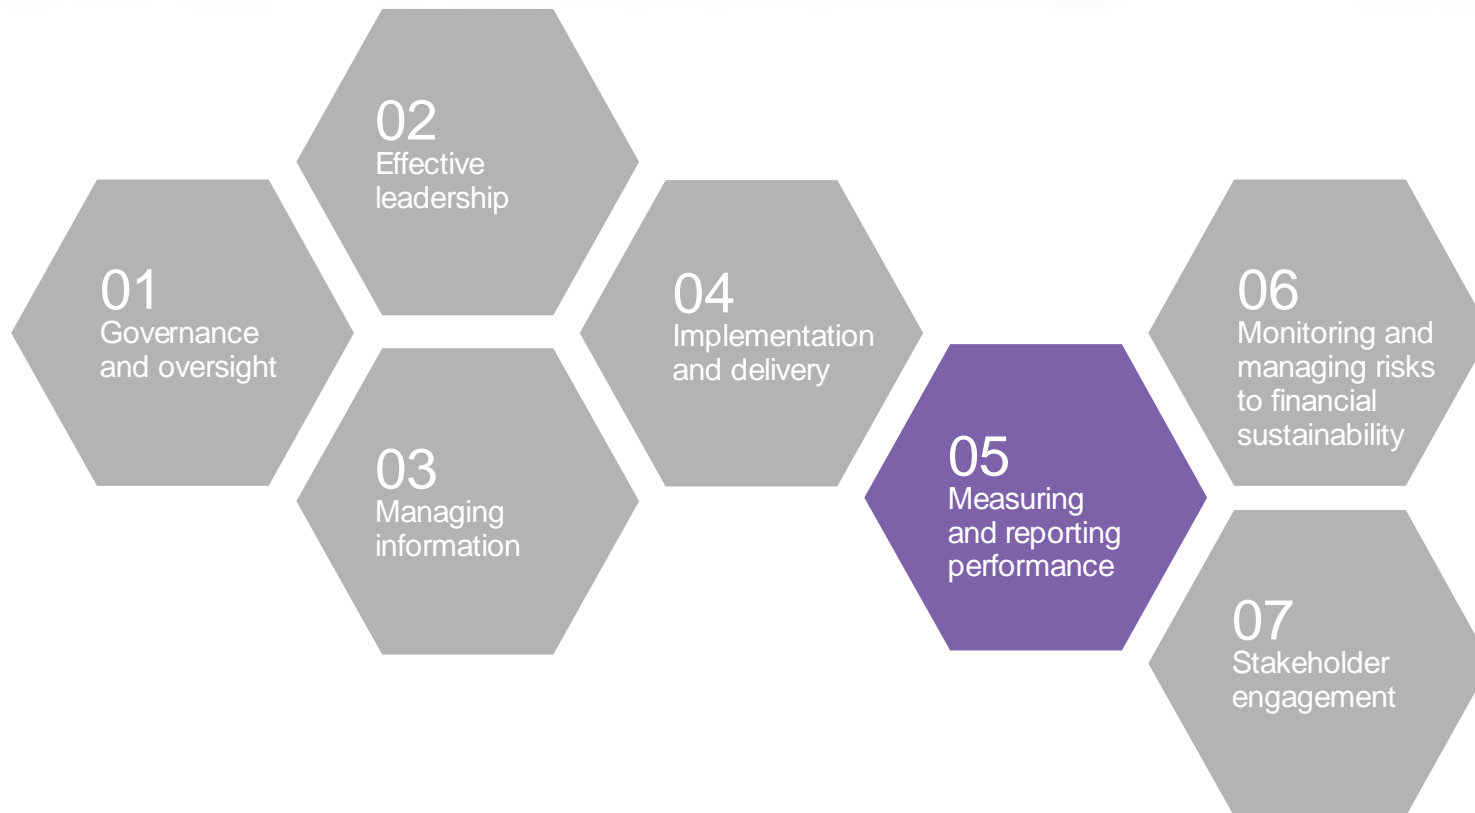 01
Governance
and oversight
02
Effective
leadership
03
Managing
information
04
Implementation
and delivery
05
Measuring
and reporting
performance
06
Monitoring and
managing risks
to financial
sustainability
07
Stakeholder
engagement